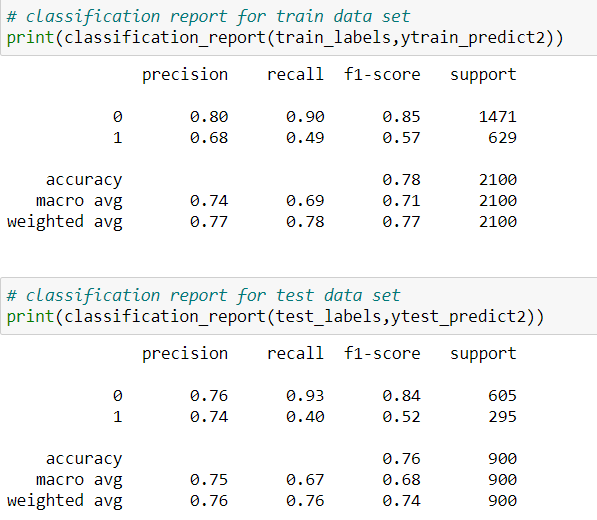 # classification report for train data set
print(classification_report(train_labels,ytrain_predict2))
precision recall f1-score support
0 0.80 0.90 0.85 1471
1 0.68 0.49 0.57 629
accuracy 0.78 2100
macro avg 0.74 0.69 0.71 2100
weighted avg 0.77 0.78 0.77 2100
# classification report for test data set
print(classification_report(test_labels,ytest_predict2))
precision recall f1-score support
0 0.76 0.93 0.84 605
1 0.74 0.40 0.52 295
accuracy 0.76 900
macro avg 0.75 0.67 0.68 900
weighted avg 0.76 0.76 0.74 900